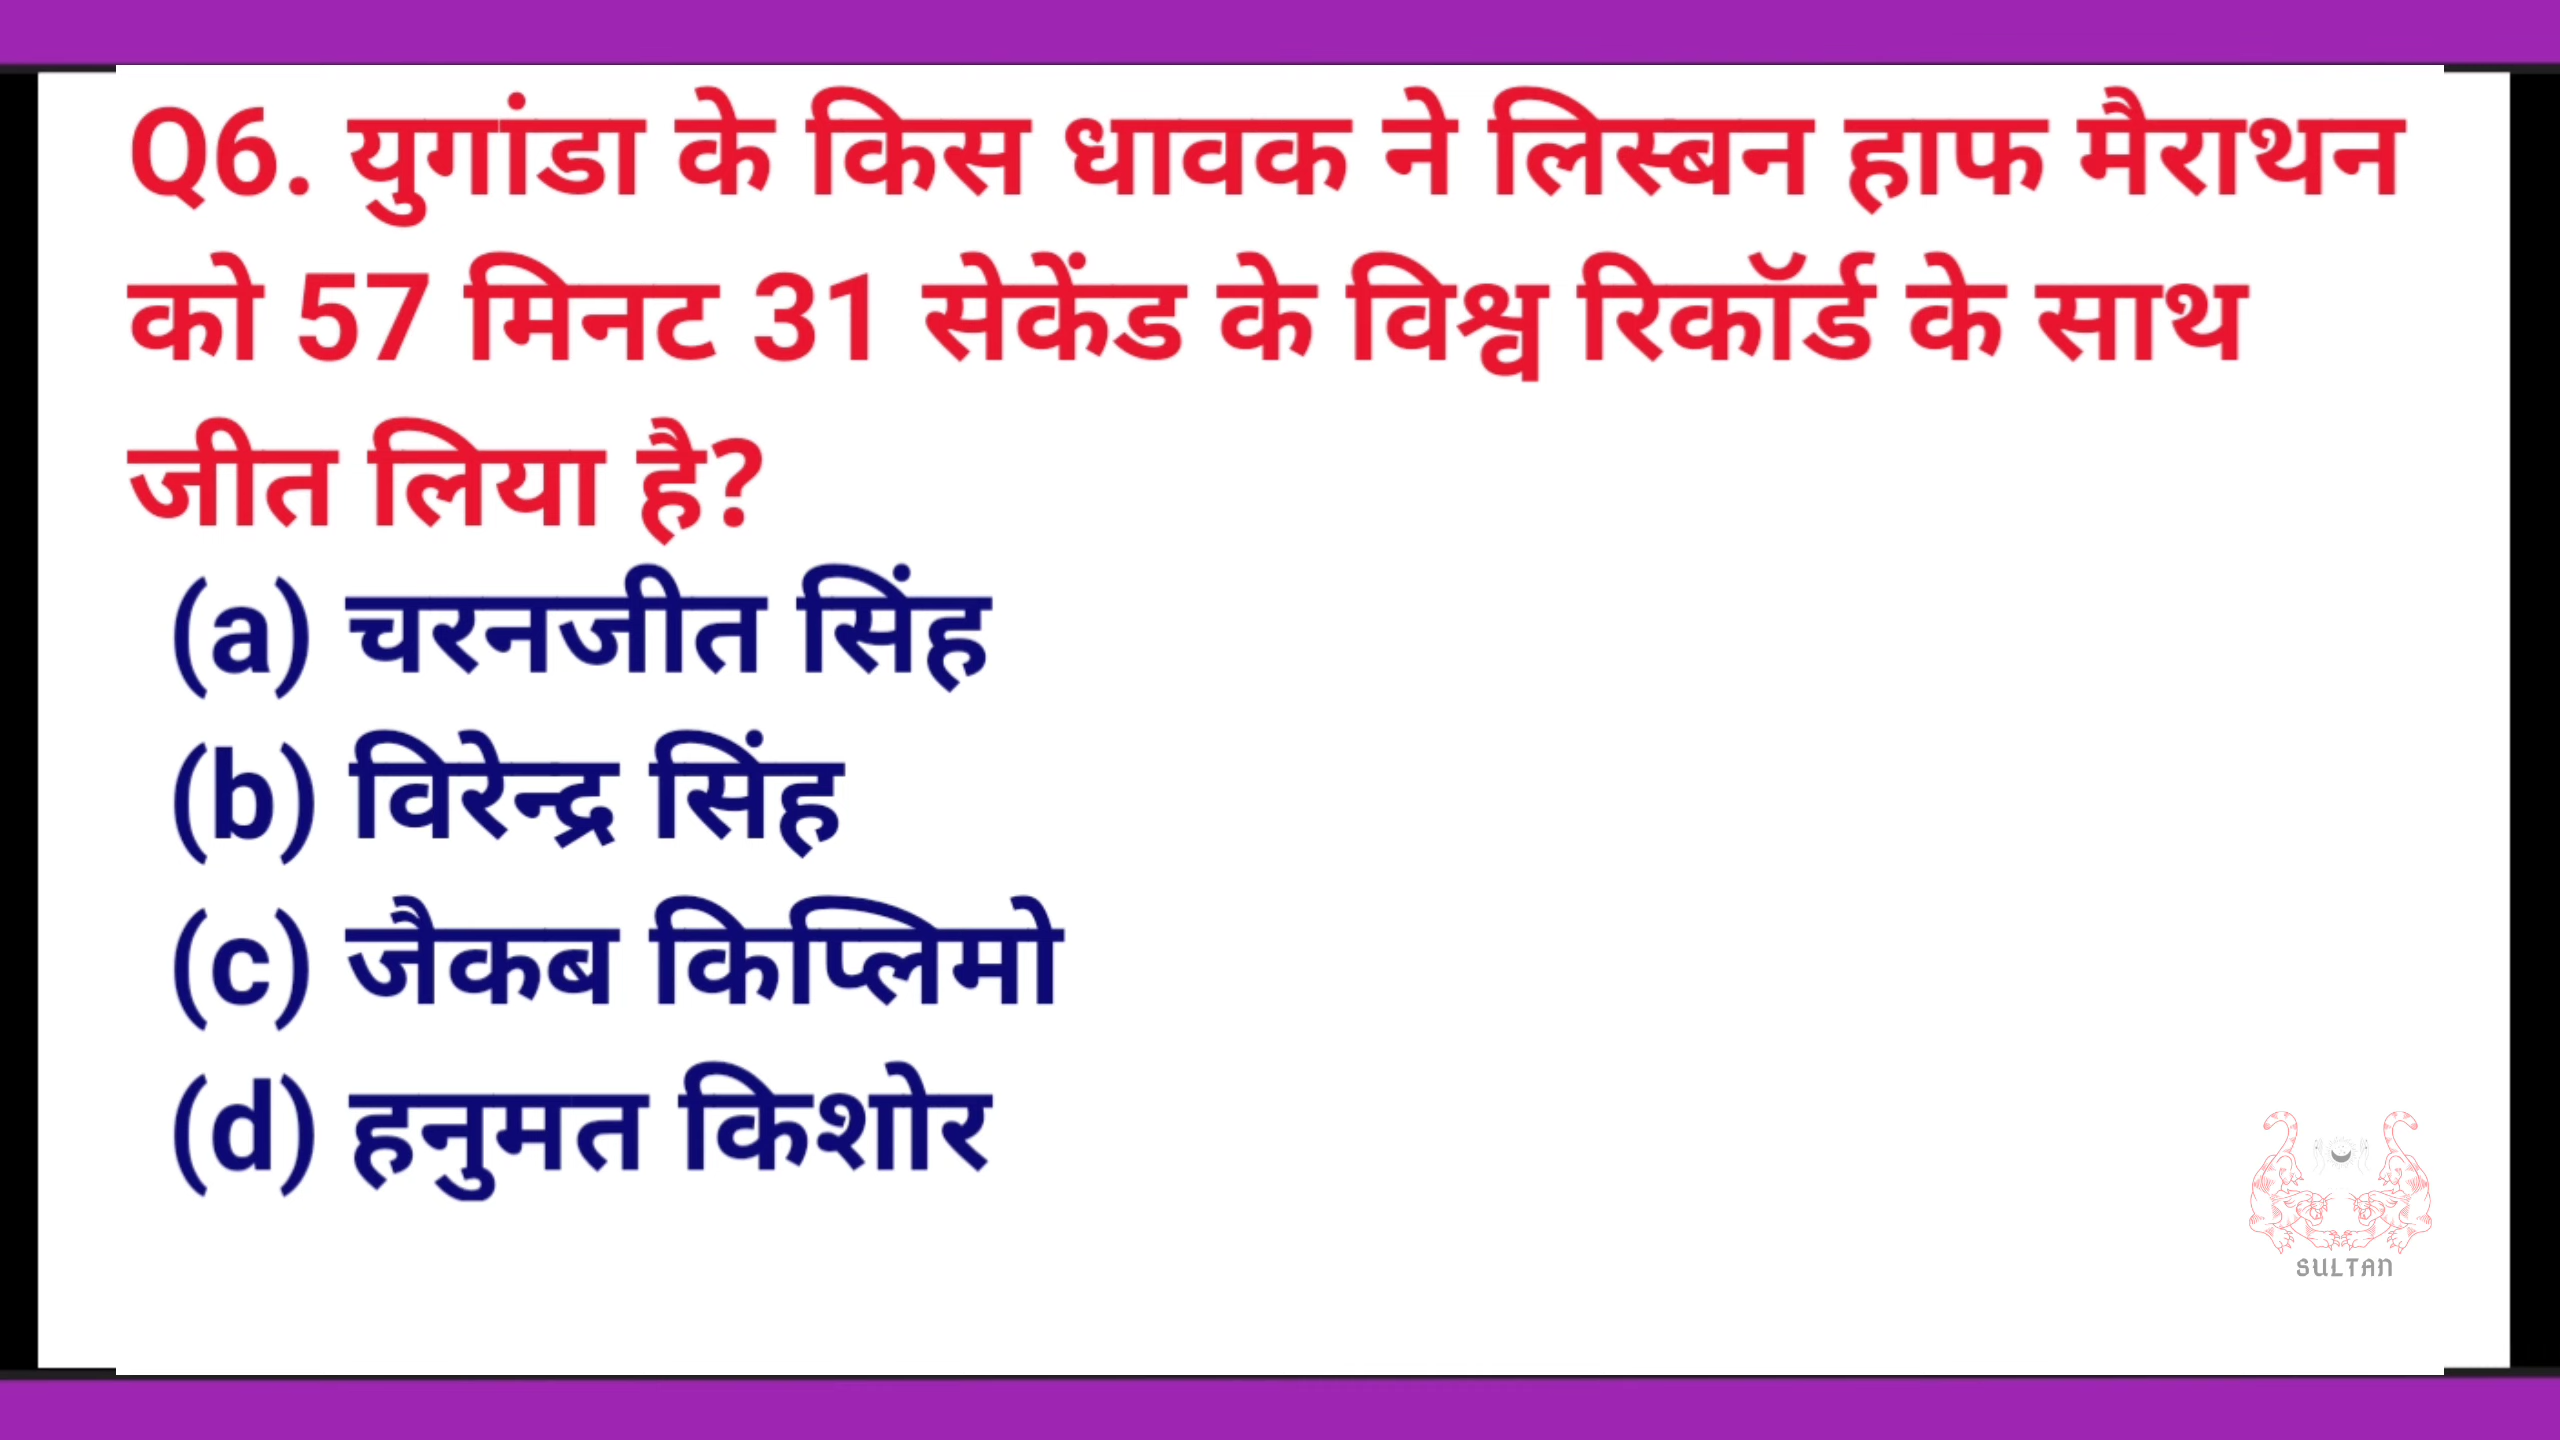 Q6. युगांडा के किस धावक ने लिस्बन हाफ मैराथन
को 57 मिनट 31 सेकेंड के विश्व रिकॉर्ड के साथ
जीत लिया है?
(a) चरनजीत सिंह
(b) विरेन्द्र सिंह
(c) जैकब किप्लिमो
(d) हनुमत किशोर
SULTAN